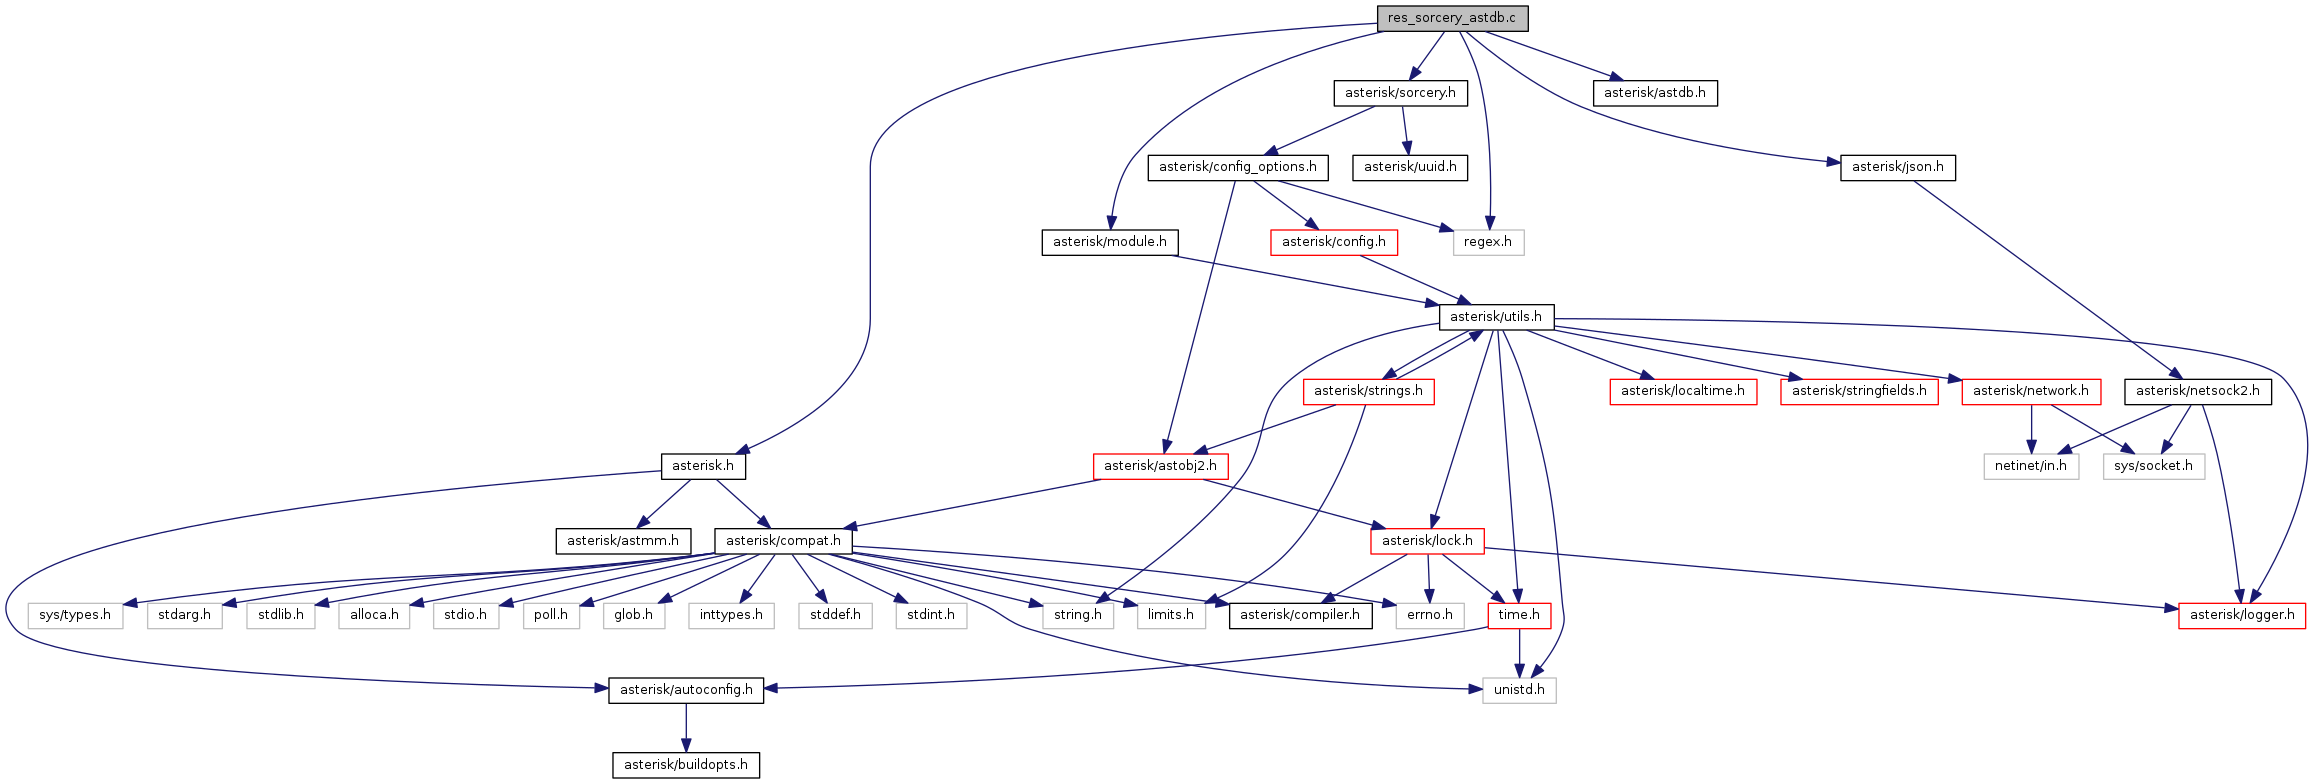 res_sorcery_astdb.c
asterisk/sorcery.h
asterisk/astdb.h
asterisk/config_options.h
asterisk/uuid.h
asterisk/json.h
asterisk/module.h
asterisk/config.h
regex.h
asterisk/utils.h
asterisk/strings.h
asterisk/localtime.h
asterisk/stringfields.h
asterisk/network.h
asterisk/netsock2.h
asterisk.h
asterisk/astobj2.h
netinet/in.h
sys/socket.h
asterisk/astmm.h
asterisk/compat.h
asterisk/lock.h
sys/types.h
stdarg.h
stdlib.h
alloca.h
stdio.h
poll.h
glob.h
inttypes.h
stddef.h
stdint.h
string.h
limits.h
asterisk/compiler.h
errno.h
time.h
asterisk/logger.h
asterisk/autoconfig.h
unistd.h
asterisk/buildopts.h